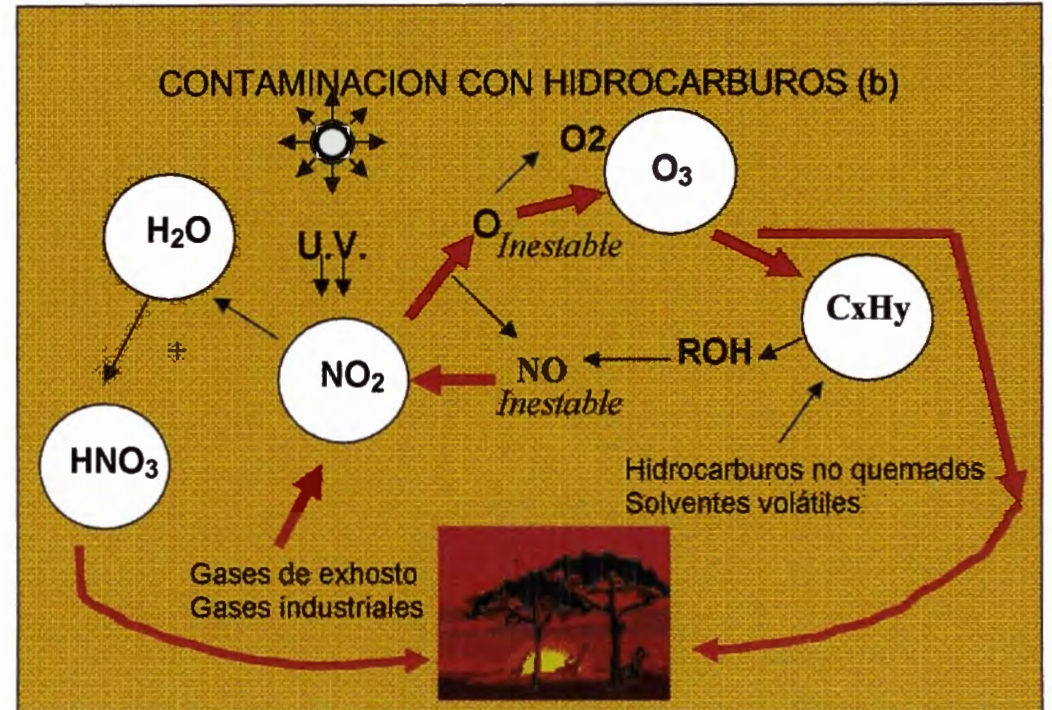 CONTAMINACION CON HIDROCARBUROS (b)
O2
O₃
H₂O
O
Inestable
U.V.
CxHy
NO₂
NO
Inestable
ROH
HNO₃
Hidrocarburos no quemados
Solventes volátiles
Gases de exhosto
Gases industriales